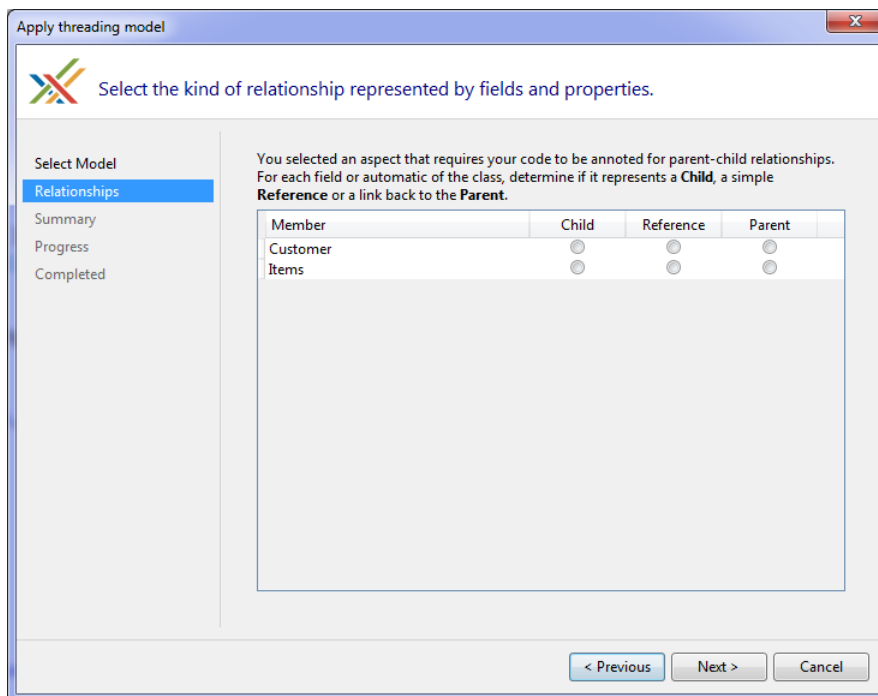 Apply threading model
Select the kind of relationship represented by fields and properties.
Select Model
Relationships
Summary
Progress
Completed
You selected an aspect that requires your code to be annoted for parent-child relationships.
For each field or automatic of the class, determine if it represents a Child, a simple
Reference or a link back to the Parent.
Member Child Reference Parent
Customer
Items
< Previous Next > Cancel